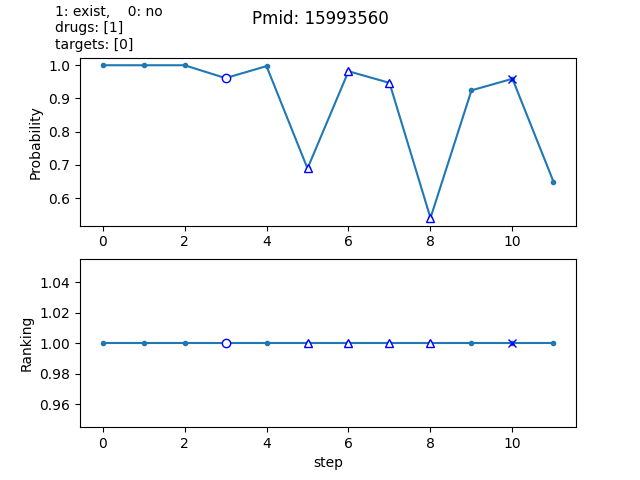 1: exist,    0: no
drugs: [1]
targets: [0]
Pmid: 15993560
Probability
1.0
0.9
0.8
0.7
0.6
0 2 4 6 8 10
Ranking
1.04
1.02
1.00
0.98
0.96
0 2 4 6 8 10
step